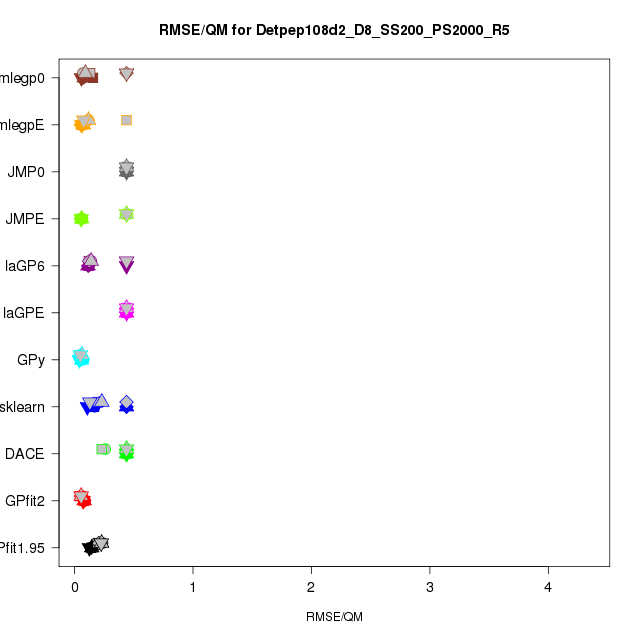 RMSE/QM for Detpep108d2_D8_SS200_PS2000_R5
mlegp0
mlegpE
JMP0
JMPE
laGP6
laGPE
GPy
sklearn
DACE
GPfit2
Pfit1.95
0 1 2 3 4
RMSE/QM